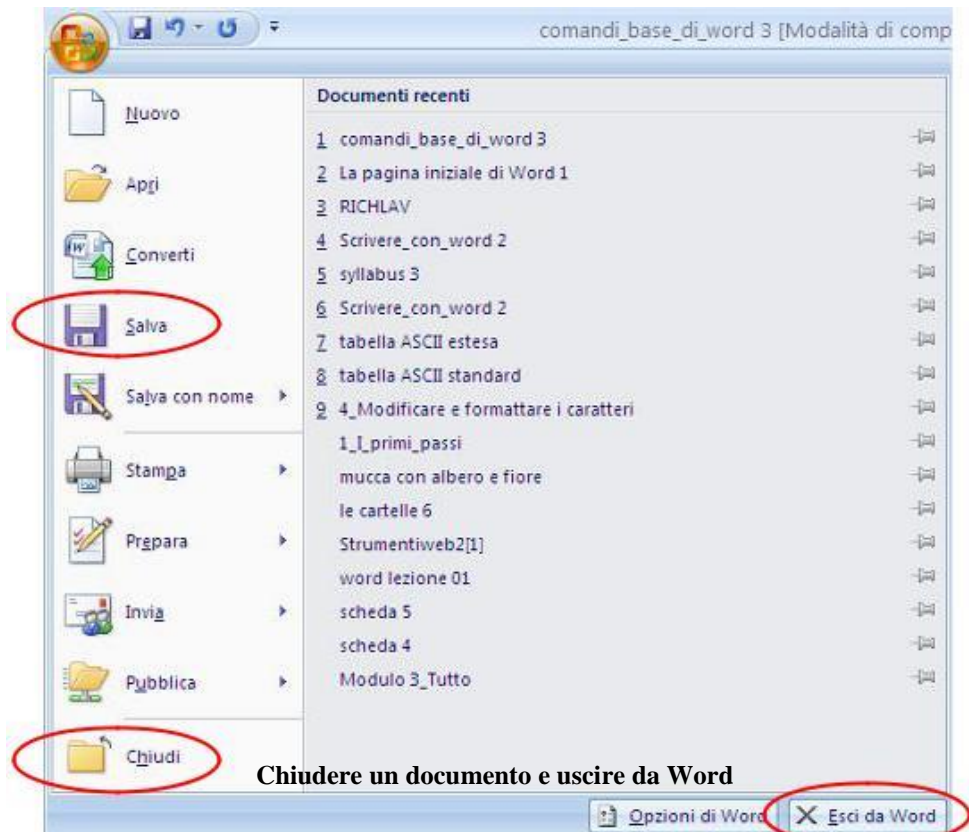 comandi_base_di_word 3 [Modalità di comp
Nuovo
Apri
Converti
Salva
Salva con nome
Stampa
Prepara
Invia
Pubblica
Chiudi
Documenti recenti
1 comandi_base_di_word 3
2 La pagina iniziale di Word 1
3 RICHLAV
4 Scrivere_con_word 2
5 syllabus 3
6 Scrivere_con_word 2
7 tabella ASCII estesa
8 tabella ASCII standard
9 4_Modificare e formattare i caratteri
1_I_primi_passi
mucca con albero e fiore
le cartelle 6
Strumentiweb2[1]
word lezione 01
scheda 5
scheda 4
Modulo 3_Tutto
Chiudere un documento e uscire da Word
Opzioni di Word
Esci da Word